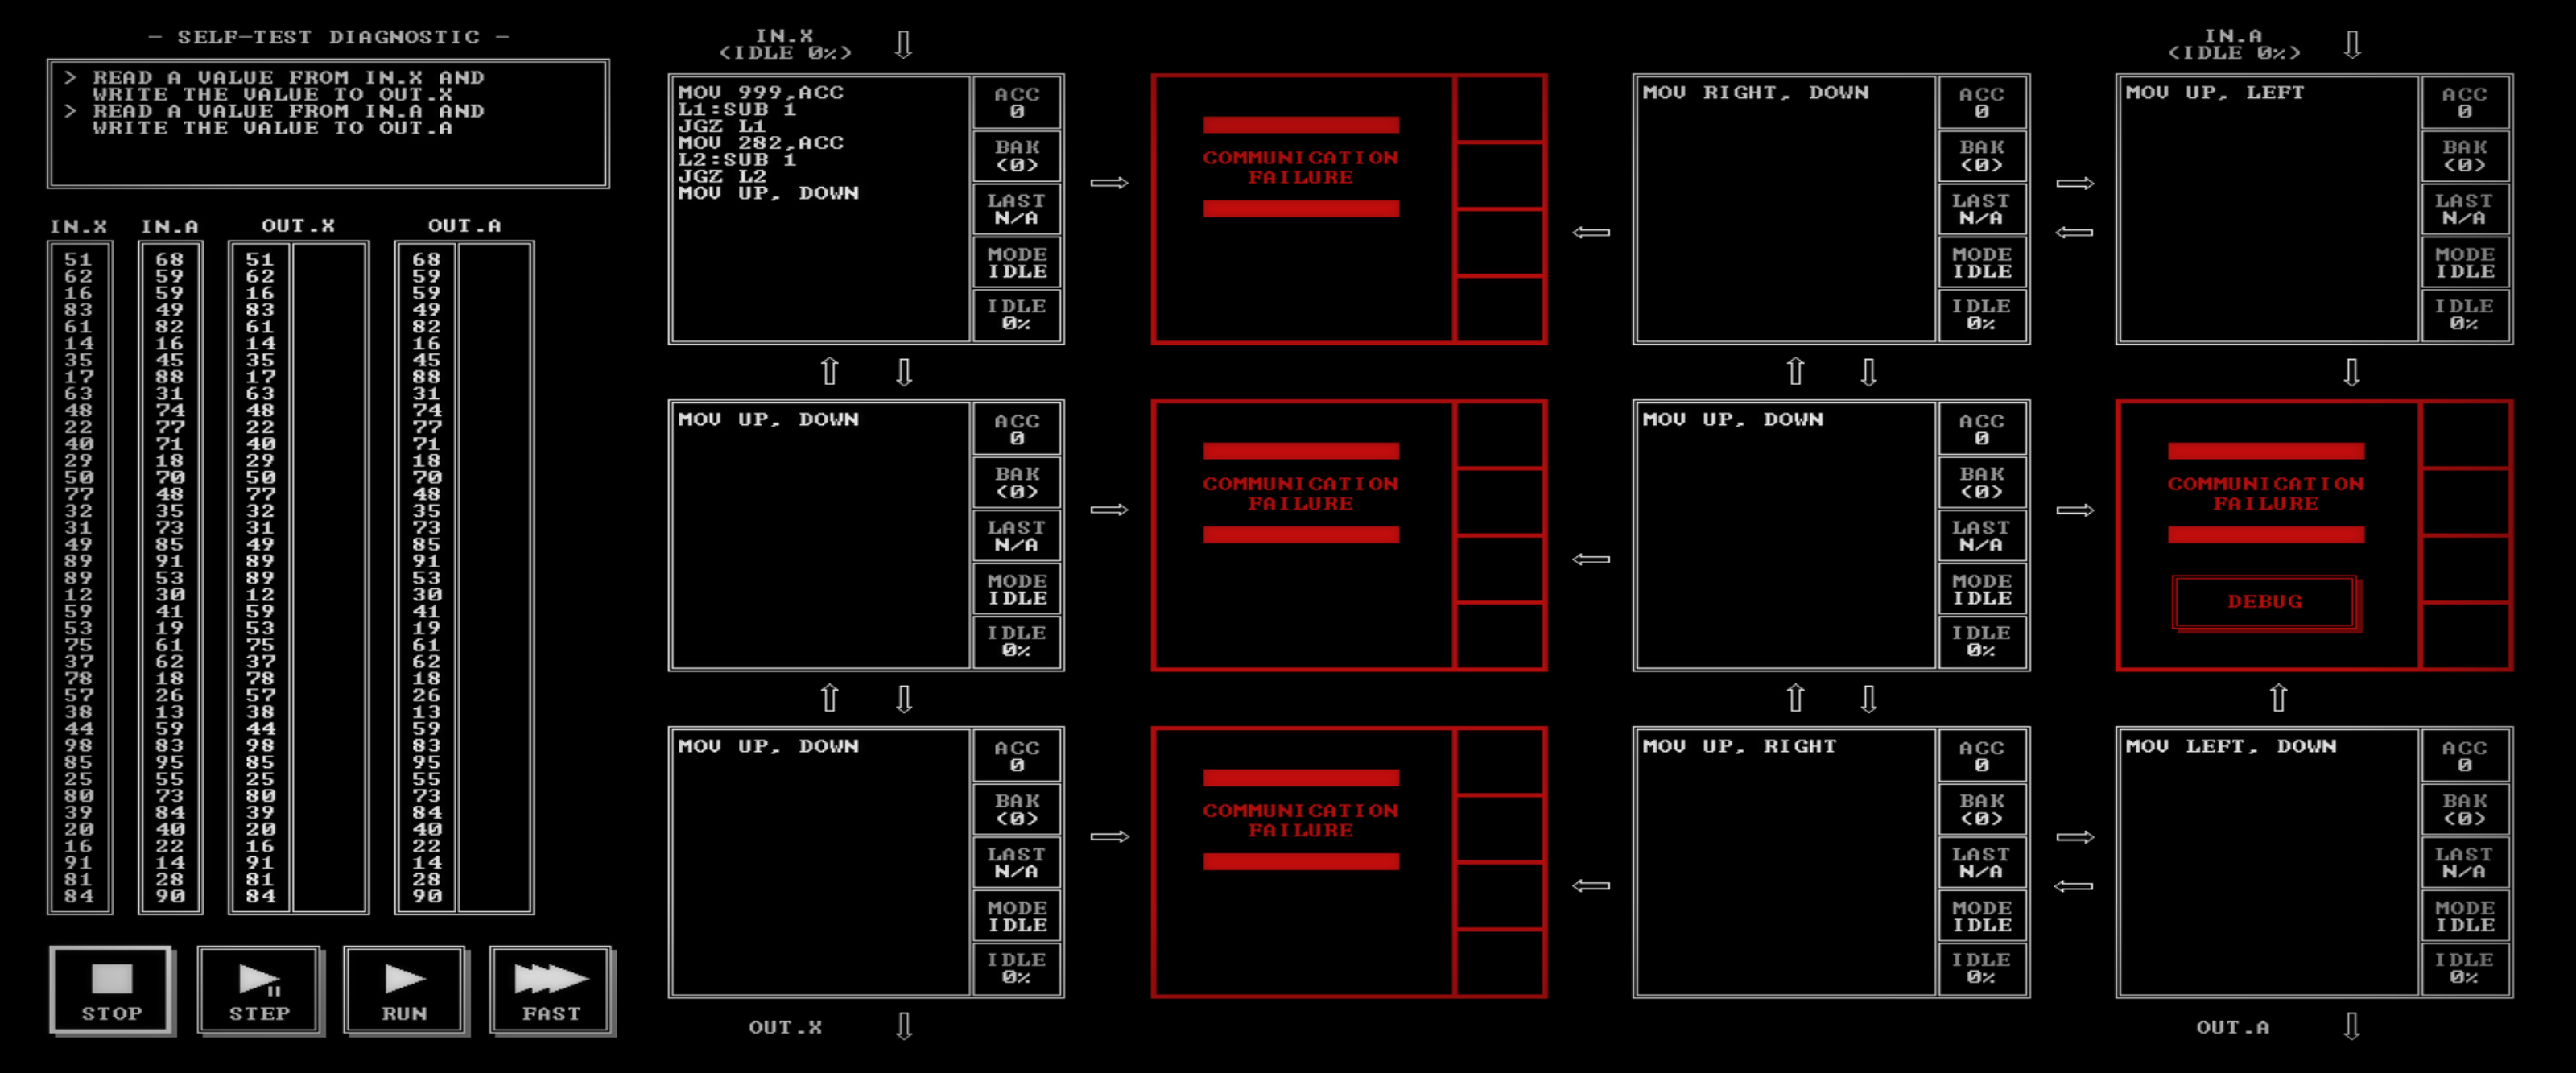 - SELF-TEST DIAGNOSTIC -
> READ A VALUE FROM IN.X AND
WRITE THE VALUE TO OUT.X
> READ A VALUE FROM IN.A AND
WRITE THE VALUE TO OUT.A
IN.X IN.A OUT.X OUT.A
51 68 51 68
62 59 62 59
16 59 16 59
83 49 83 49
61 82 61 82
14 16 14 16
35 45 35 45
17 88 17 88
63 31 63 31
48 74 48 74
22 77 22 77
40 71 40 71
29 18 29 18
50 70 50 70
77 48 77 48
32 35 32 35
31 73 31 73
49 85 49 85
89 91 89 91
89 53 89 53
12 30 12 30
59 41 59 41
53 19 53 19
75 61 75 61
37 62 37 62
78 18 78 18
57 26 57 26
38 13 38 13
44 59 44 59
98 83 98 83
85 95 85 95
25 55 25 55
80 73 80 73
39 84 39 84
20 40 20 40
16 22 16 22
91 14 91 14
81 28 81 28
84 90 84 90
STOP
STEP
RUN
FAST
IN.X
(IDLE 0%)
IN.A
(IDLE 0%)
MOV 999,ACC
L1:SUB 1
JGZ L1
MOV 282,ACC
L2:SUB 1
JGZ L2
MOV UP, DOWN
ACC
0
BAK
(0)
LAST
N/A
MODE
IDLE
IDLE
0%
COMMUNICATION
FAILURE
MOV RIGHT, DOWN
ACC
0
BAK
(0)
LAST
N/A
MODE
IDLE
IDLE
0%
MOV UP, LEFT
ACC
0
BAK
(0)
LAST
N/A
MODE
IDLE
IDLE
0%
MOV UP, DOWN
ACC
0
BAK
(0)
LAST
N/A
MODE
IDLE
IDLE
0%
COMMUNICATION
FAILURE
MOV UP, DOWN
ACC
0
BAK
(0)
LAST
N/A
MODE
IDLE
IDLE
0%
COMMUNICATION
FAILURE
DEBUG
MOV UP, DOWN
ACC
0
BAK
(0)
LAST
N/A
MODE
IDLE
IDLE
0%
COMMUNICATION
FAILURE
MOV UP, RIGHT
ACC
0
BAK
(0)
LAST
N/A
MODE
IDLE
IDLE
0%
MOV LEFT, DOWN
ACC
0
BAK
(0)
LAST
N/A
MODE
IDLE
IDLE
0%
OUT.X
OUT.A